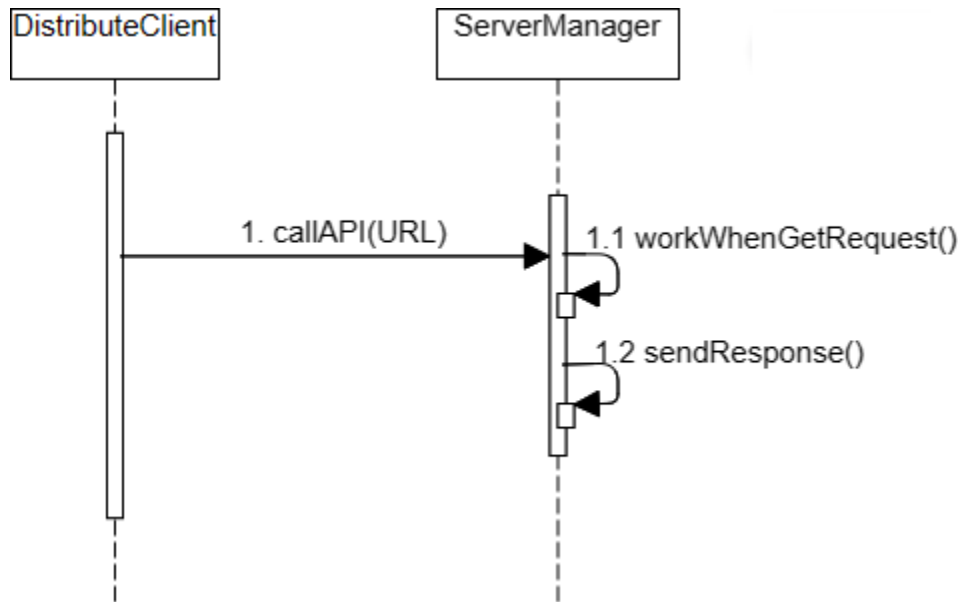 DistributeClient
ServerManager
1. callAPI(URL)
1.1 workWhenGetRequest()
1.2 sendResponse()